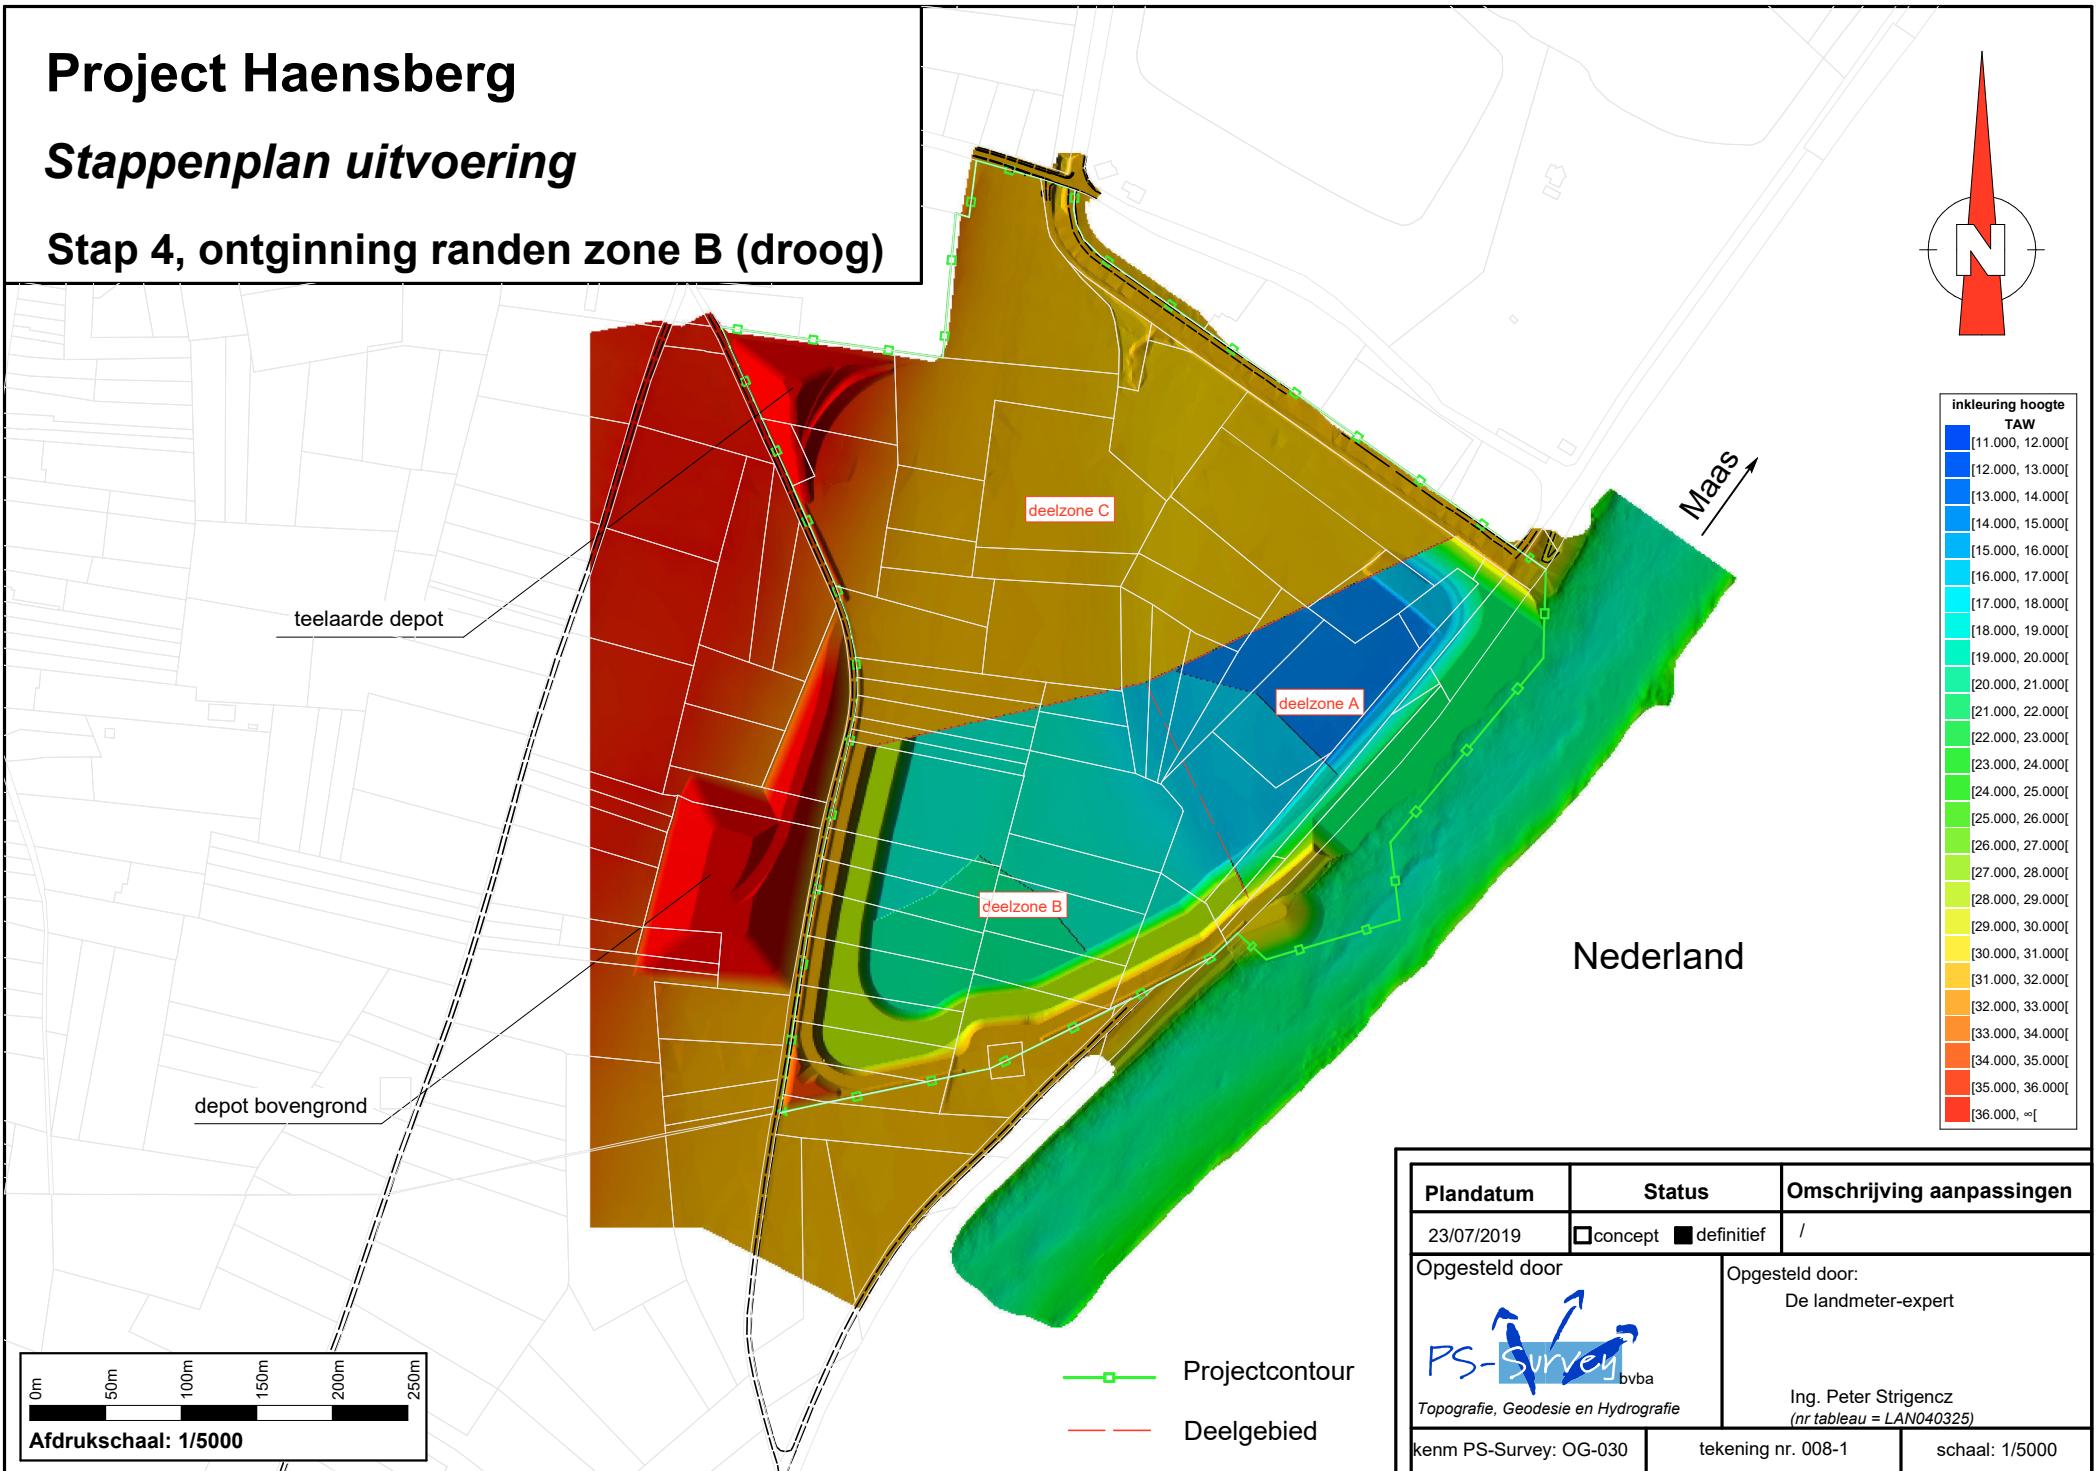 Project Haensberg
Stappenplan uitvoering
Stap 4, ontginning randen zone B (droog)
N
inkleuring hoogte
TAW
[11.000, 12.000[
[12.000, 13.000[
[13.000, 14.000[
[14.000, 15.000[
[15.000, 16.000[
[16.000, 17.000[
[17.000, 18.000[
[18.000, 19.000[
[19.000, 20.000[
[20.000, 21.000[
[21.000, 22.000[
[22.000, 23.000[
[23.000, 24.000[
[24.000, 25.000[
[25.000, 26.000[
[26.000, 27.000[
[27.000, 28.000[
[28.000, 29.000[
[29.000, 30.000[
[30.000, 31.000[
[31.000, 32.000[
[32.000, 33.000[
[33.000, 34.000[
[34.000, 35.000[
[35.000, 36.000[
[36.000, ∞[
Maas
deelzone C
teelaarde depot
deelzone A
deelzone B
Nederland
depot bovengrond
Projectcontour
Deelgebied
0m 50m 100m 150m 200m 250m
Afdrukschaal: 1/5000
Plandatum Status Omschrijving aanpassingen
23/07/2019 concept definitief /
Opgesteld door
PS-Survey bvba
Topografie, Geodesie en Hydrografie
Opgesteld door:
De landmeter-expert
Ing. Peter Strigencz
(nr tableau = LAN040325)
kenm PS-Survey: OG-030 tekening nr. 008-1 schaal: 1/5000